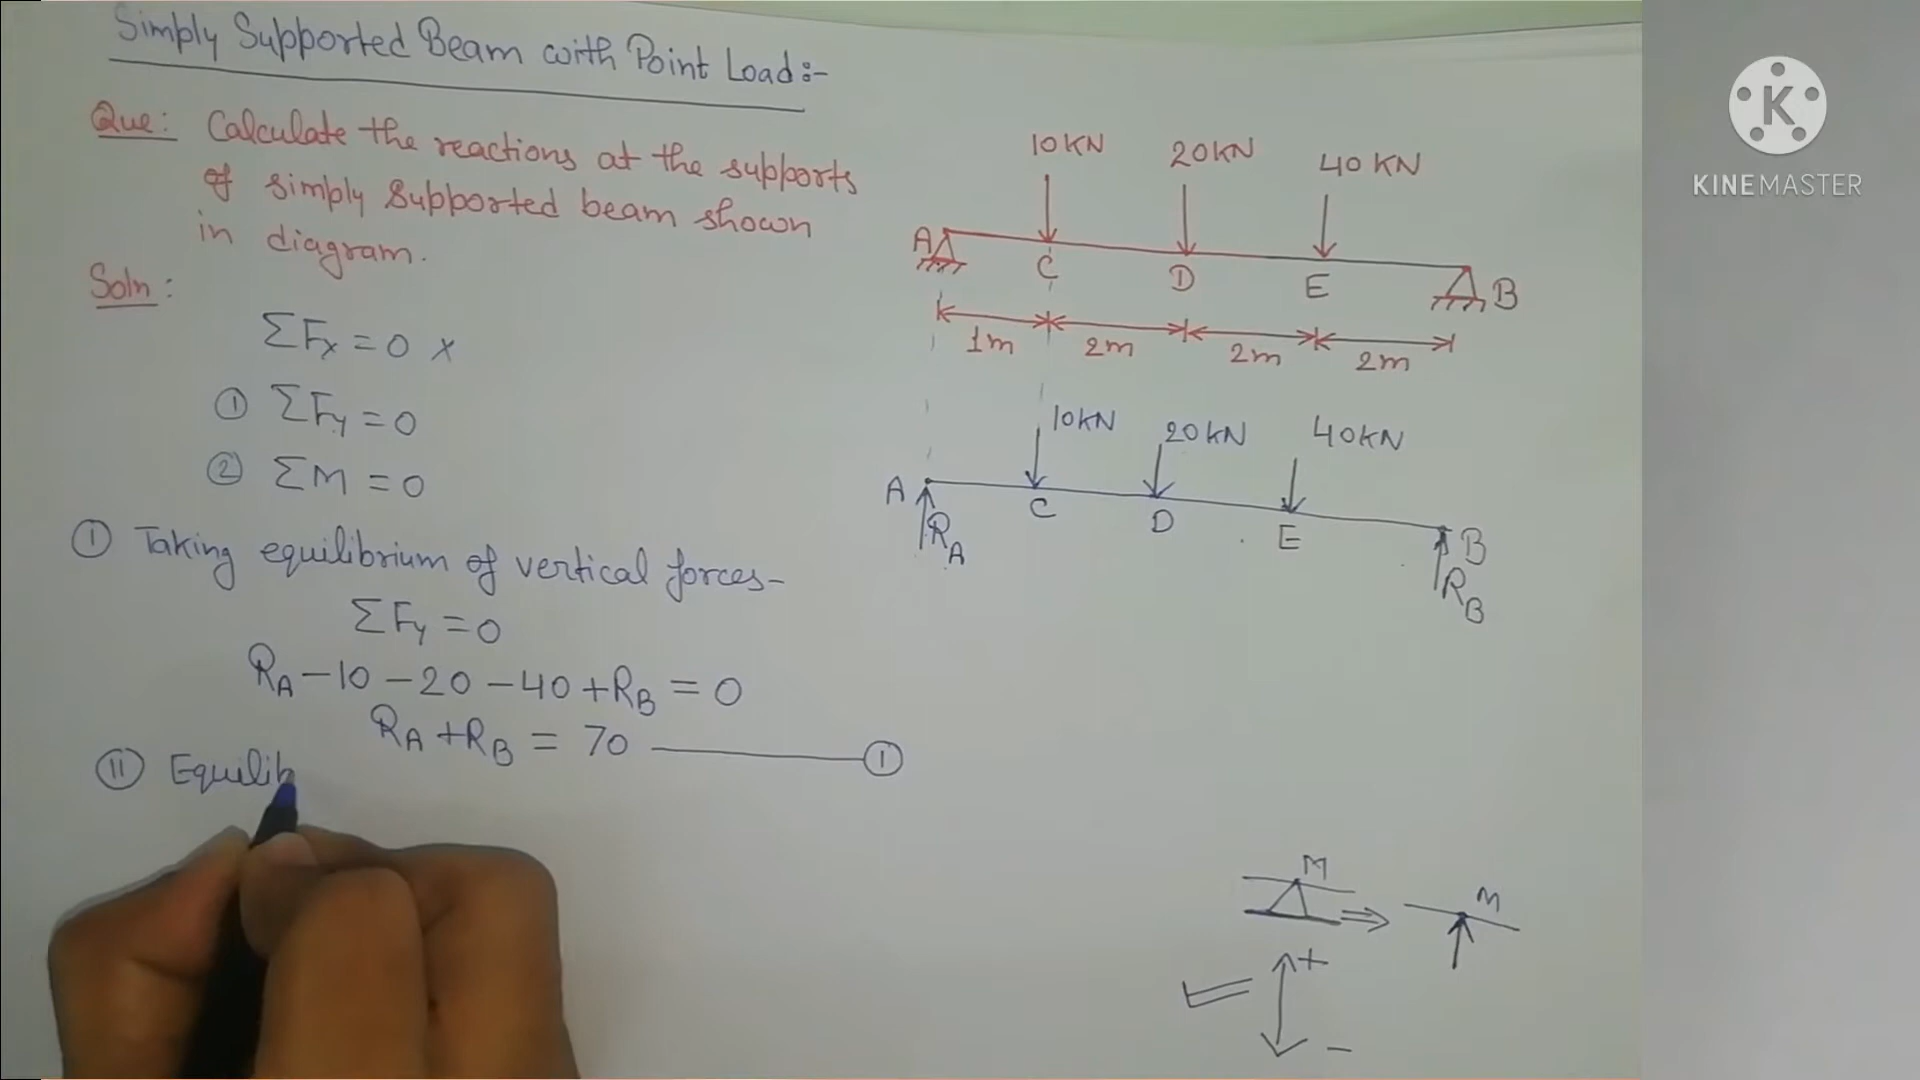 Simply Supported Beam with Point Load:-
Que: Calculate the reactions at the supports
of simply supported beam shown
in diagram.
Soln:
ΣFx = 0 x
① ΣFy = 0
② ΣM = 0
Ⓘ Taking equilibrium of vertical forces-
ΣFy = 0
RA - 10 - 20 - 40 + RB = 0
RA + RB = 70 ①
Ⓘ Equilib
10KN 20KN 40KN
A C D E B
1m 2m 2m 2m
10KN 20KN 40KN
A C D E B
RA RB
M M
+
-
K
KINEMASTER